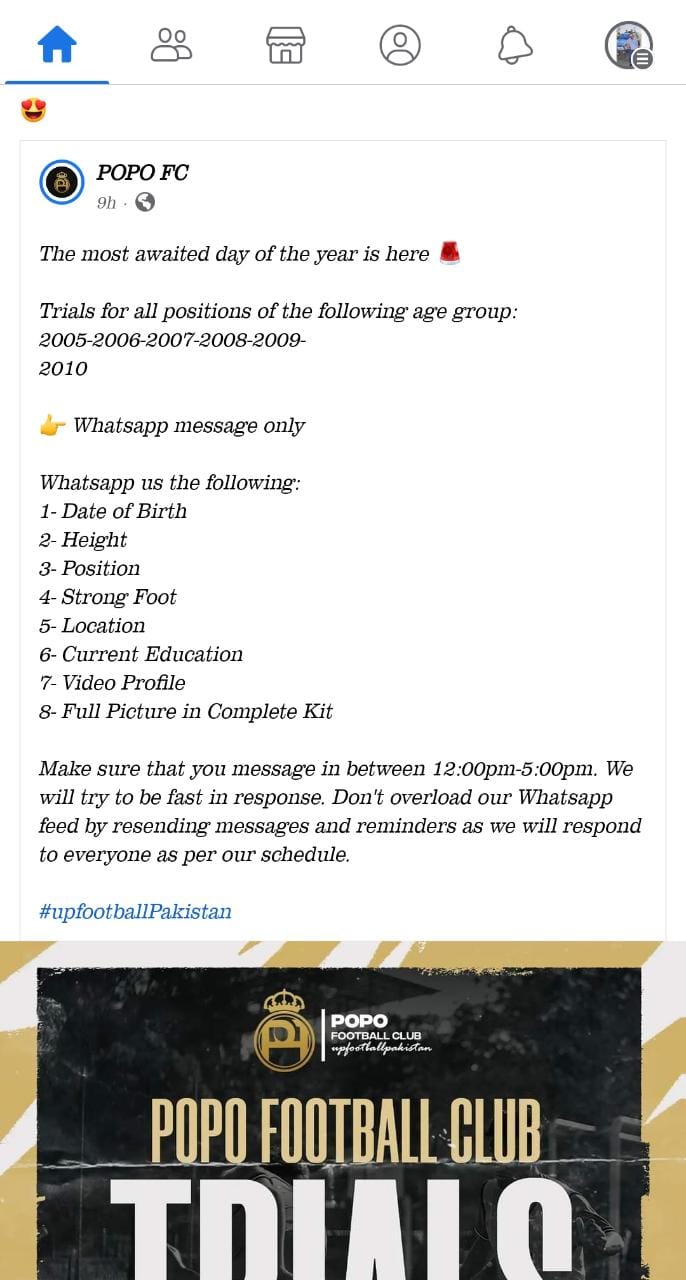 POPO FC
9h ·
The most awaited day of the year is here 🚨
Trials for all positions of the following age group:
2005-2006-2007-2008-2009-
2010
👉 Whatsapp message only
Whatsapp us the following:
1- Date of Birth
2- Height
3- Position
4- Strong Foot
5- Location
6- Current Education
7- Video Profile
8- Full Picture in Complete Kit
Make sure that you message in between 12:00pm-5:00pm. We
will try to be fast in response. Don't overload our Whatsapp
feed by resending messages and reminders as we will respond
to everyone as per our schedule.
#upfootballPakistan
POPO
FOOTBALL CLUB
upfootballpakistan
POPO FOOTBALL CLUB
TRIALS